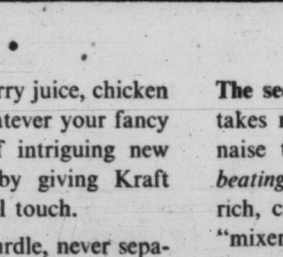 rry juice, chicken
atever your fancy
f intriguing new
by giving Kraft
l touch.
urdle, never sepa-
The se
takes
naise
beating
rich, c
"mixer